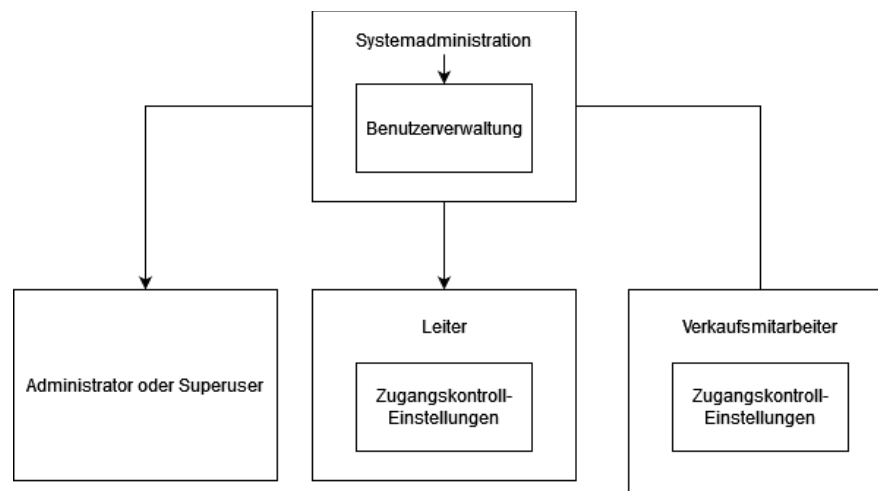 Systemadministration
Benutzerverwaltung
Administrator oder Superuser
Leiter
Zugangskontroll-
Einstellungen
Verkaufsmitarbeiter
Zugangskontroll-
Einstellungen